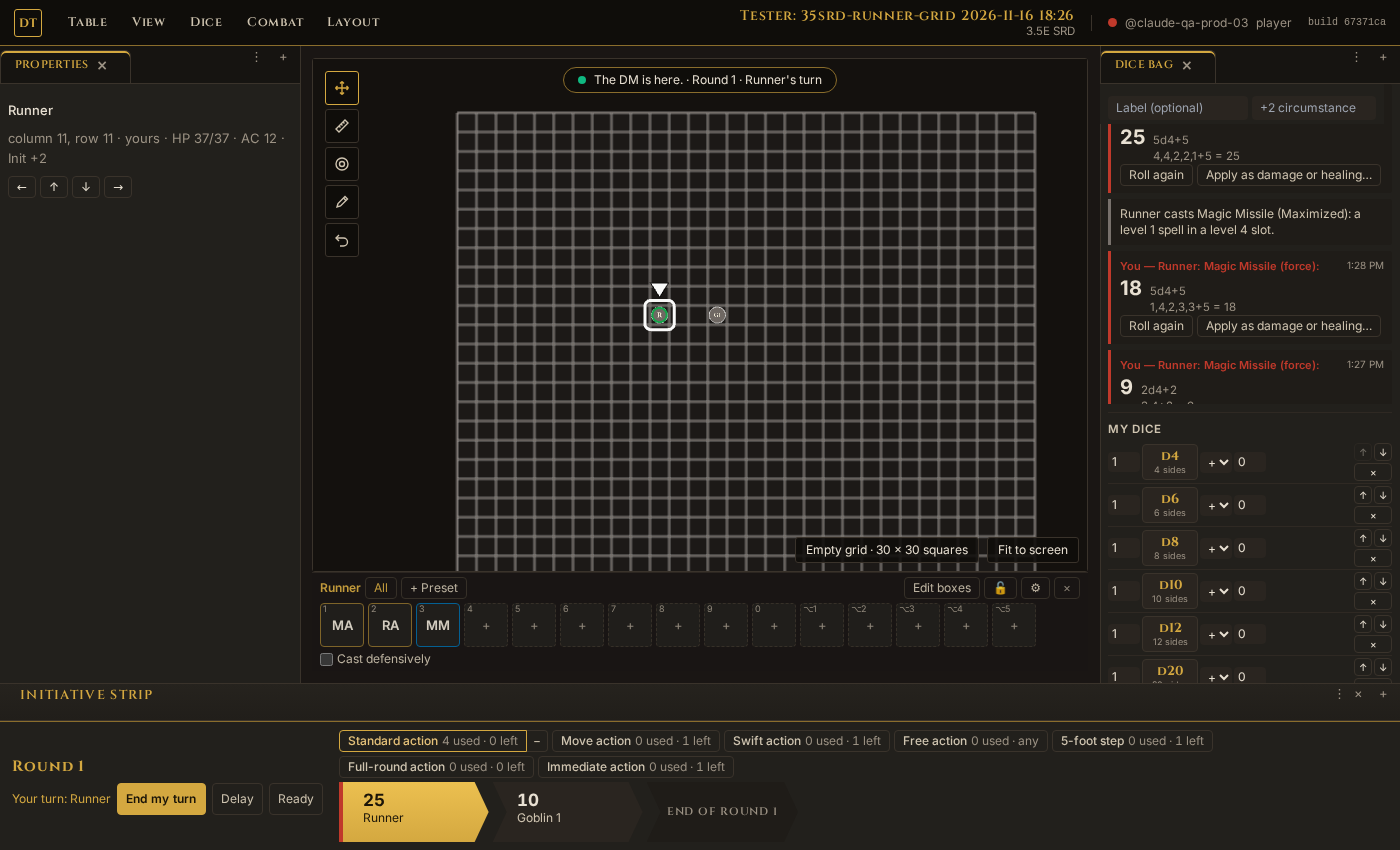 DT TABLE VIEW DICE COMBAT LAYOUT
TESTER: 35SRD-RUNNER-GRID 2026-11-16 18:26
3.5E SRD
@claude-qa-prod-03 player build 67371ca
PROPERTIES ×
Runner
column 11, row 11 · yours · HP 37/37 · AC 12 ·
Init +2
← ↑ ↓ →
The DM is here. · Round 1 · Runner's turn
R GI
Empty grid · 30 × 30 squares Fit to screen
Runner All + Preset Edit boxes ×
1 2 3 4 5 6 7 8 9 0 ⌥1 ⌥2 ⌥3 ⌥4 ⌥5
MA RA MM + + + + + + + + + + + +
Cast defensively
DICE BAG ×
Label (optional) +2 circumstance
25 5d4+5
4,4,2,2,1+5 = 25
Roll again Apply as damage or healing…
Runner casts Magic Missile (Maximized): a
level 1 spell in a level 4 slot.
You — Runner: Magic Missile (force): 1:28 PM
18 5d4+5
1,4,2,3,3+5 = 18
Roll again Apply as damage or healing…
You — Runner: Magic Missile (force): 1:27 PM
9 2d4+2
MY DICE
1 D4 + 0 ↑ ↓
4 sides ×
1 D6 + 0 ↑ ↓
6 sides ×
1 D8 + 0 ↑ ↓
8 sides ×
1 D10 + 0 ↑ ↓
10 sides ×
1 D12 + 0 ↑ ↓
12 sides ×
1 D20 + 0 ↑ ↓
INITIATIVE STRIP
ROUND 1
Your turn: Runner End my turn Delay Ready
Standard action 4 used · 0 left − Move action 0 used · 1 left Swift action 0 used · 1 left Free action 0 used · any 5-foot step 0 used · 1 left
Full-round action 0 used · 0 left Immediate action 0 used · 1 left
25
Runner
10
Goblin 1
END OF ROUND 1